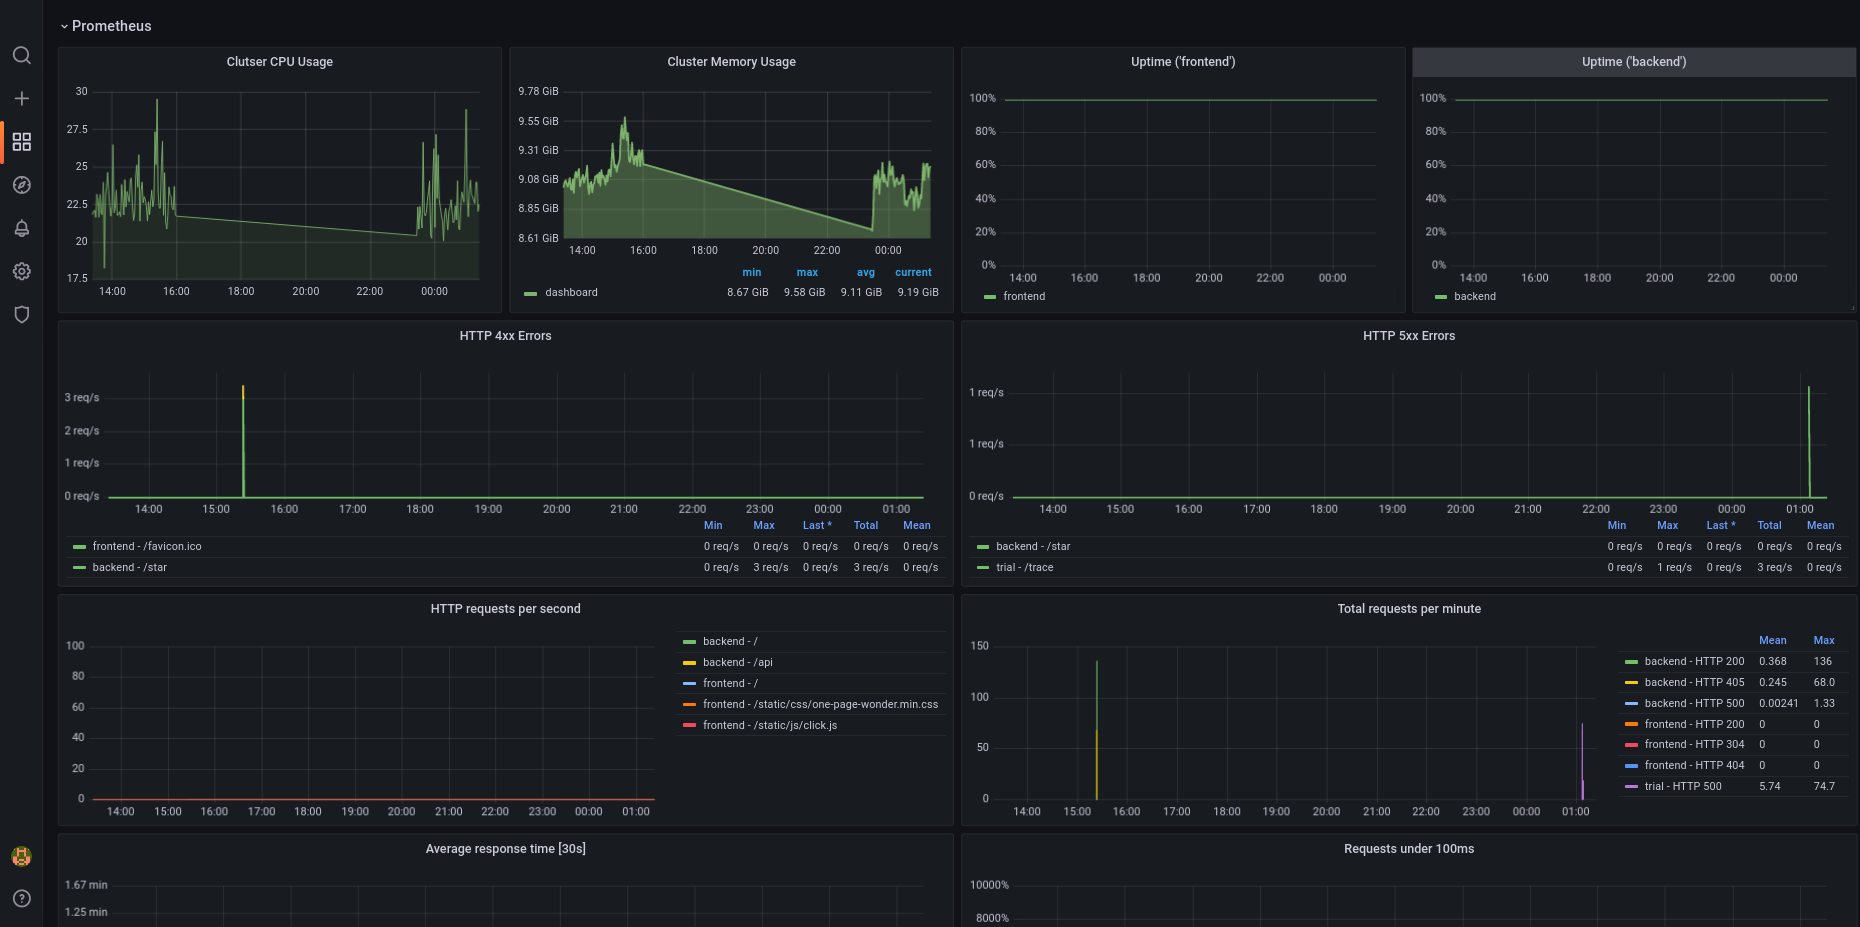 Prometheus
Clutser CPU Usage
30
27.5
25
22.5
20
17.5
14:00 16:00 18:00 20:00 22:00 00:00
Cluster Memory Usage
9.78 GiB
9.55 GiB
9.31 GiB
9.08 GiB
8.85 GiB
8.61 GiB
14:00 16:00 18:00 20:00 22:00 00:00
min max avg current
dashboard 8.67 GiB 9.58 GiB 9.11 GiB 9.19 GiB
Uptime ('frontend')
100%
80%
60%
40%
20%
0%
14:00 16:00 18:00 20:00 22:00 00:00
frontend
Uptime ('backend')
100%
80%
60%
40%
20%
0%
14:00 16:00 18:00 20:00 22:00 00:00
backend
HTTP 4xx Errors
3 req/s
2 req/s
1 req/s
0 req/s
14:00 15:00 16:00 17:00 18:00 19:00 20:00 21:00 22:00 23:00 00:00 01:00
Min Max Last * Total Mean
frontend - /favicon.ico 0 req/s 0 req/s 0 req/s 0 req/s 0 req/s
backend - /star 0 req/s 3 req/s 0 req/s 3 req/s 0 req/s
HTTP 5xx Errors
1 req/s
1 req/s
0 req/s
14:00 15:00 16:00 17:00 18:00 19:00 20:00 21:00 22:00 23:00 00:00 01:00
Min Max Last * Total Mean
backend - /star 0 req/s 0 req/s 0 req/s 0 req/s 0 req/s
trial - /trace 0 req/s 1 req/s 0 req/s 3 req/s 0 req/s
HTTP requests per second
100
80
60
40
20
0
14:00 15:00 16:00 17:00 18:00 19:00 20:00 21:00 22:00 23:00 00:00 01:00
backend - /
backend - /api
frontend - /
frontend - /static/css/one-page-wonder.min.css
frontend - /static/js/click.js
Total requests per minute
150
100
50
0
14:00 15:00 16:00 17:00 18:00 19:00 20:00 21:00 22:00 23:00 00:00 01:00
Mean Max
backend - HTTP 200 0.368 136
backend - HTTP 405 0.245 68.0
backend - HTTP 500 0.00241 1.33
frontend - HTTP 200 0 0
frontend - HTTP 304 0 0
frontend - HTTP 404 0 0
trial - HTTP 500 5.74 74.7
Average response time [30s]
1.67 min
1.25 min
Requests under 100ms
10000%
8000%